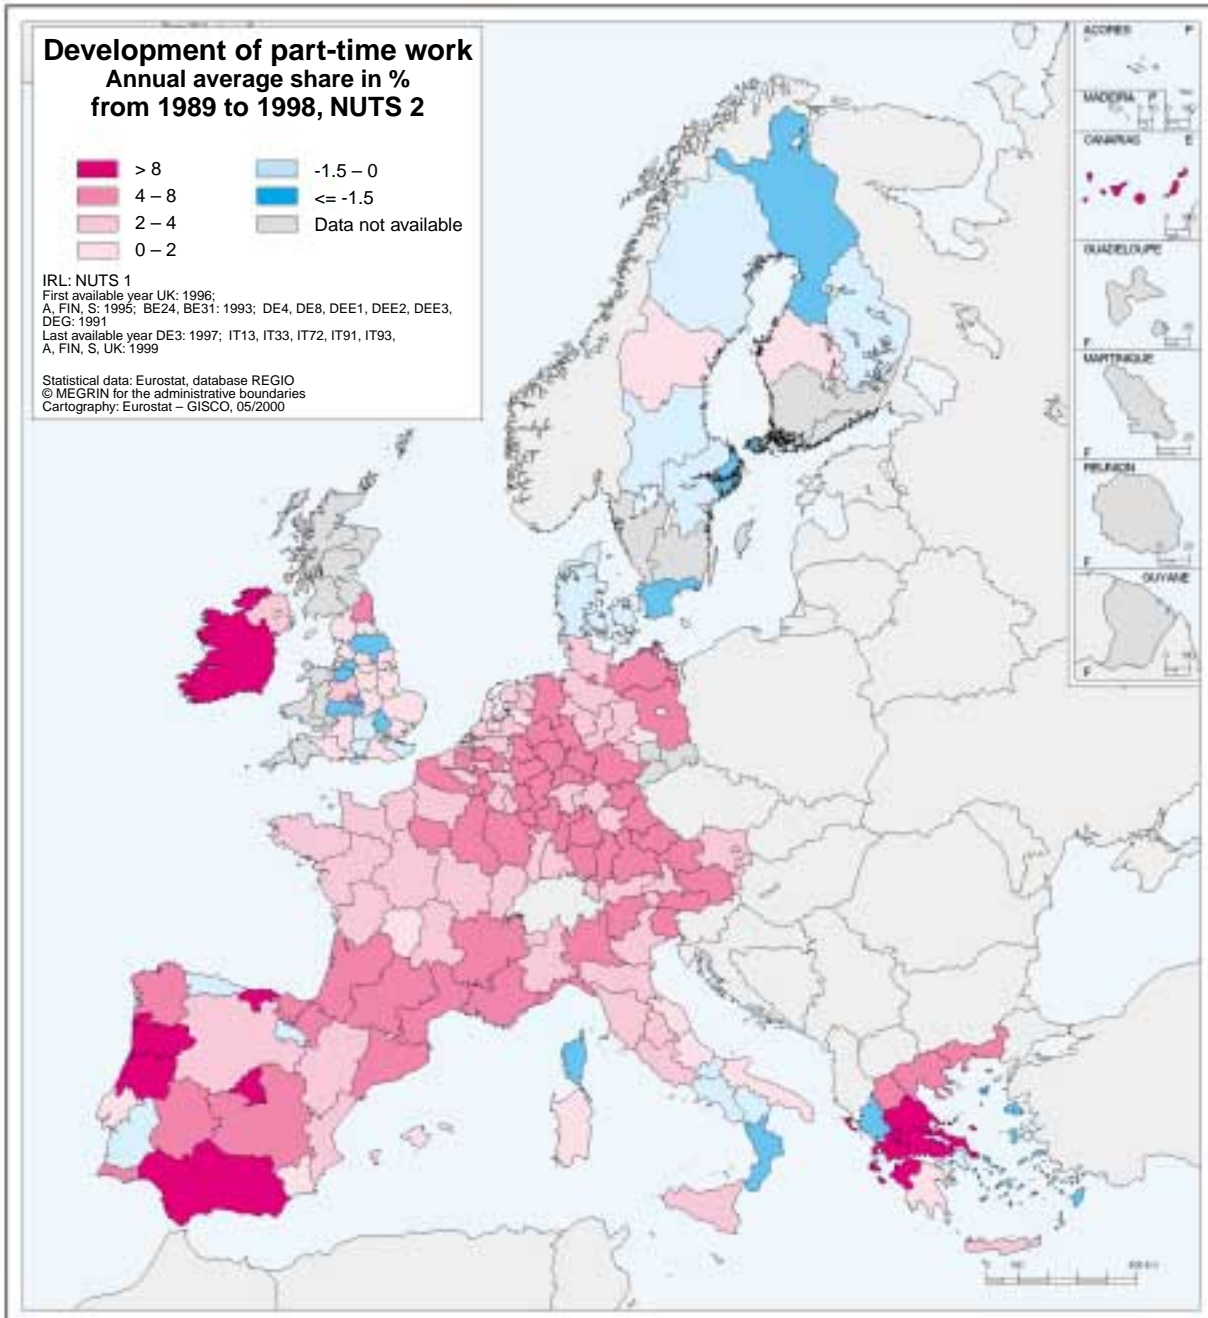 Development of part-time work
Annual average share in %
from 1989 to 1998, NUTS 2
> 8
4 – 8
2 – 4
0 – 2
-1.5 – 0
<= -1.5
Data not available
IRL: NUTS 1
First available year UK: 1996;
A, FIN, S: 1995; BE24, BE31: 1993; DE4, DE8, DEE1, DEE2, DEE3,
DEG: 1991
Last available year DE3: 1997; IT13, IT33, IT72, IT91, IT93,
A, FIN, S, UK: 1999
Statistical data: Eurostat, database REGIO
© MEGRIN for the administrative boundaries
Cartography: Eurostat – GISCO, 05/2000
ACORES P
MADEIRA P
CANARIAS E
GUADELOUPE
F
MARTINIQUE
F
REUNION
F
GUYANE
F